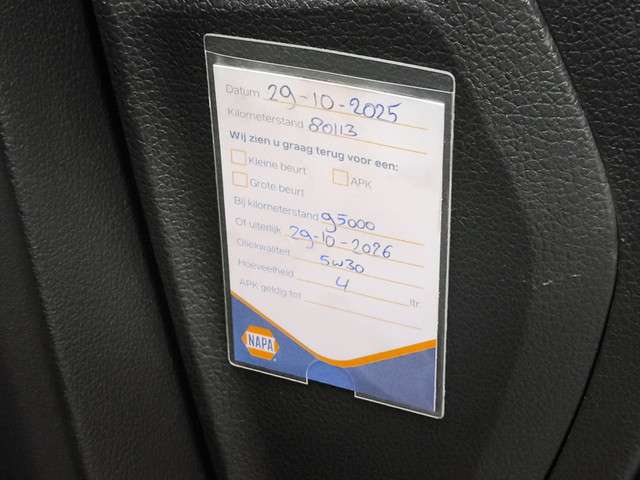 Datum 29-10-2025
Kilometerstand 80113
Wij zien u graag terug voor een:
Kleine beurt APK
Grote beurt
Bij kilometerstand 95000
Of uiterlijk 29-10-2026
Oliekwaliteit 5w30
Hoeveelheid 4 ltr.
APK geldig tot
NAPA